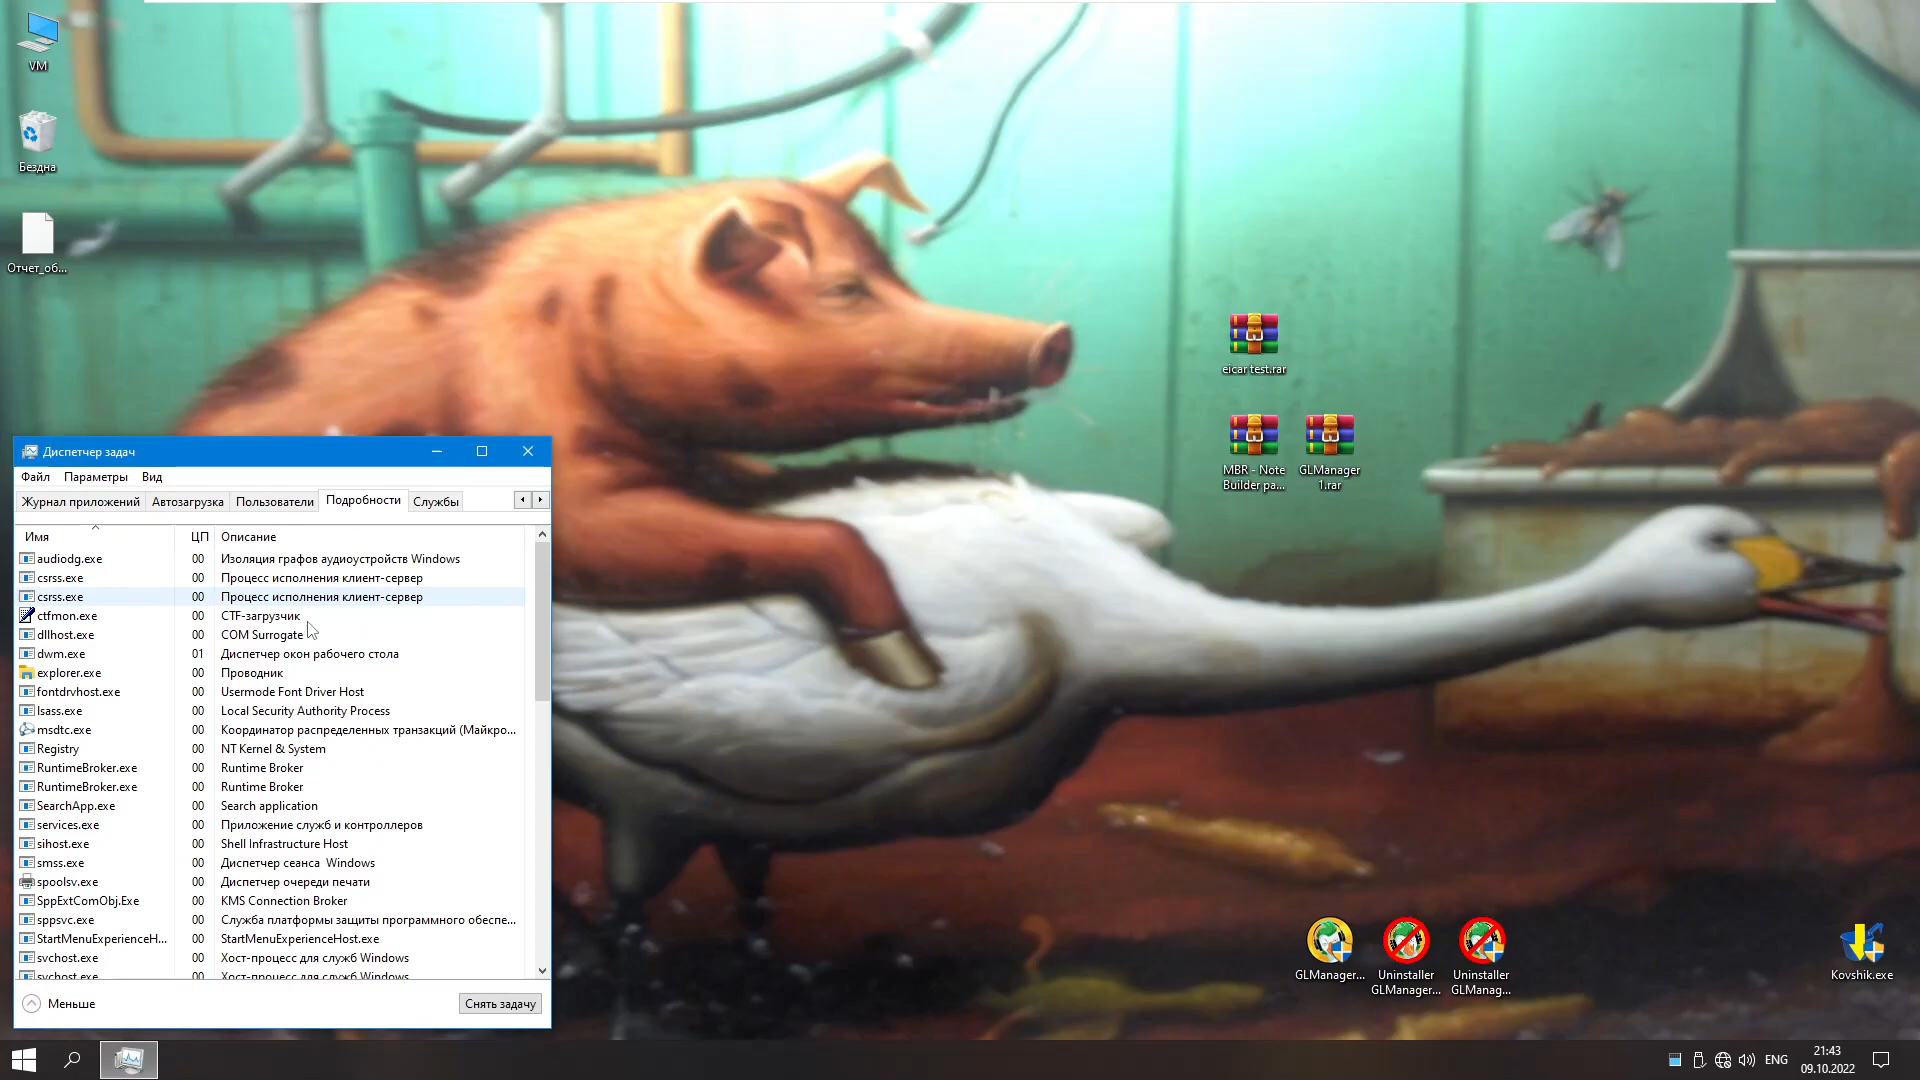 VM
Бездна
Отчет_об...
eicar test.rar
MBR - Note
Builder pa...
GLManager
1.rar
Диспетчер задач
Файл Параметры Вид
Журнал приложений Автозагрузка Пользователи Подробности Службы
Имя ЦП Описание
audiodg.exe 00 Изоляция графов аудиоустройств Windows
csrss.exe 00 Процесс исполнения клиент-сервер
csrss.exe 00 Процесс исполнения клиент-сервер
ctfmon.exe 00 CTF-загрузчик
dllhost.exe 00 COM Surrogate
dwm.exe 01 Диспетчер окон рабочего стола
explorer.exe 00 Проводник
fontdrvhost.exe 00 Usermode Font Driver Host
lsass.exe 00 Local Security Authority Process
msdtc.exe 00 Координатор распределенных транзакций (Майкро...
Registry 00 NT Kernel & System
RuntimeBroker.exe 00 Runtime Broker
RuntimeBroker.exe 00 Runtime Broker
SearchApp.exe 00 Search application
services.exe 00 Приложение служб и контроллеров
sihost.exe 00 Shell Infrastructure Host
smss.exe 00 Диспетчер сеанса Windows
spoolsv.exe 00 Диспетчер очереди печати
SppExtComObj.Exe 00 KMS Connection Broker
sppsvc.exe 00 Служба платформы защиты программного обеспе...
StartMenuExperienceH... 00 StartMenuExperienceHost.exe
svchost.exe 00 Хост-процесс для служб Windows
svchost.exe 00 Хост-процесс для служб Windows
Меньше Снять задачу
GLManager...
Uninstaller
GLManager...
Uninstaller
GLManag...
Kovshik.exe
ENG
21:43
09.10.2022